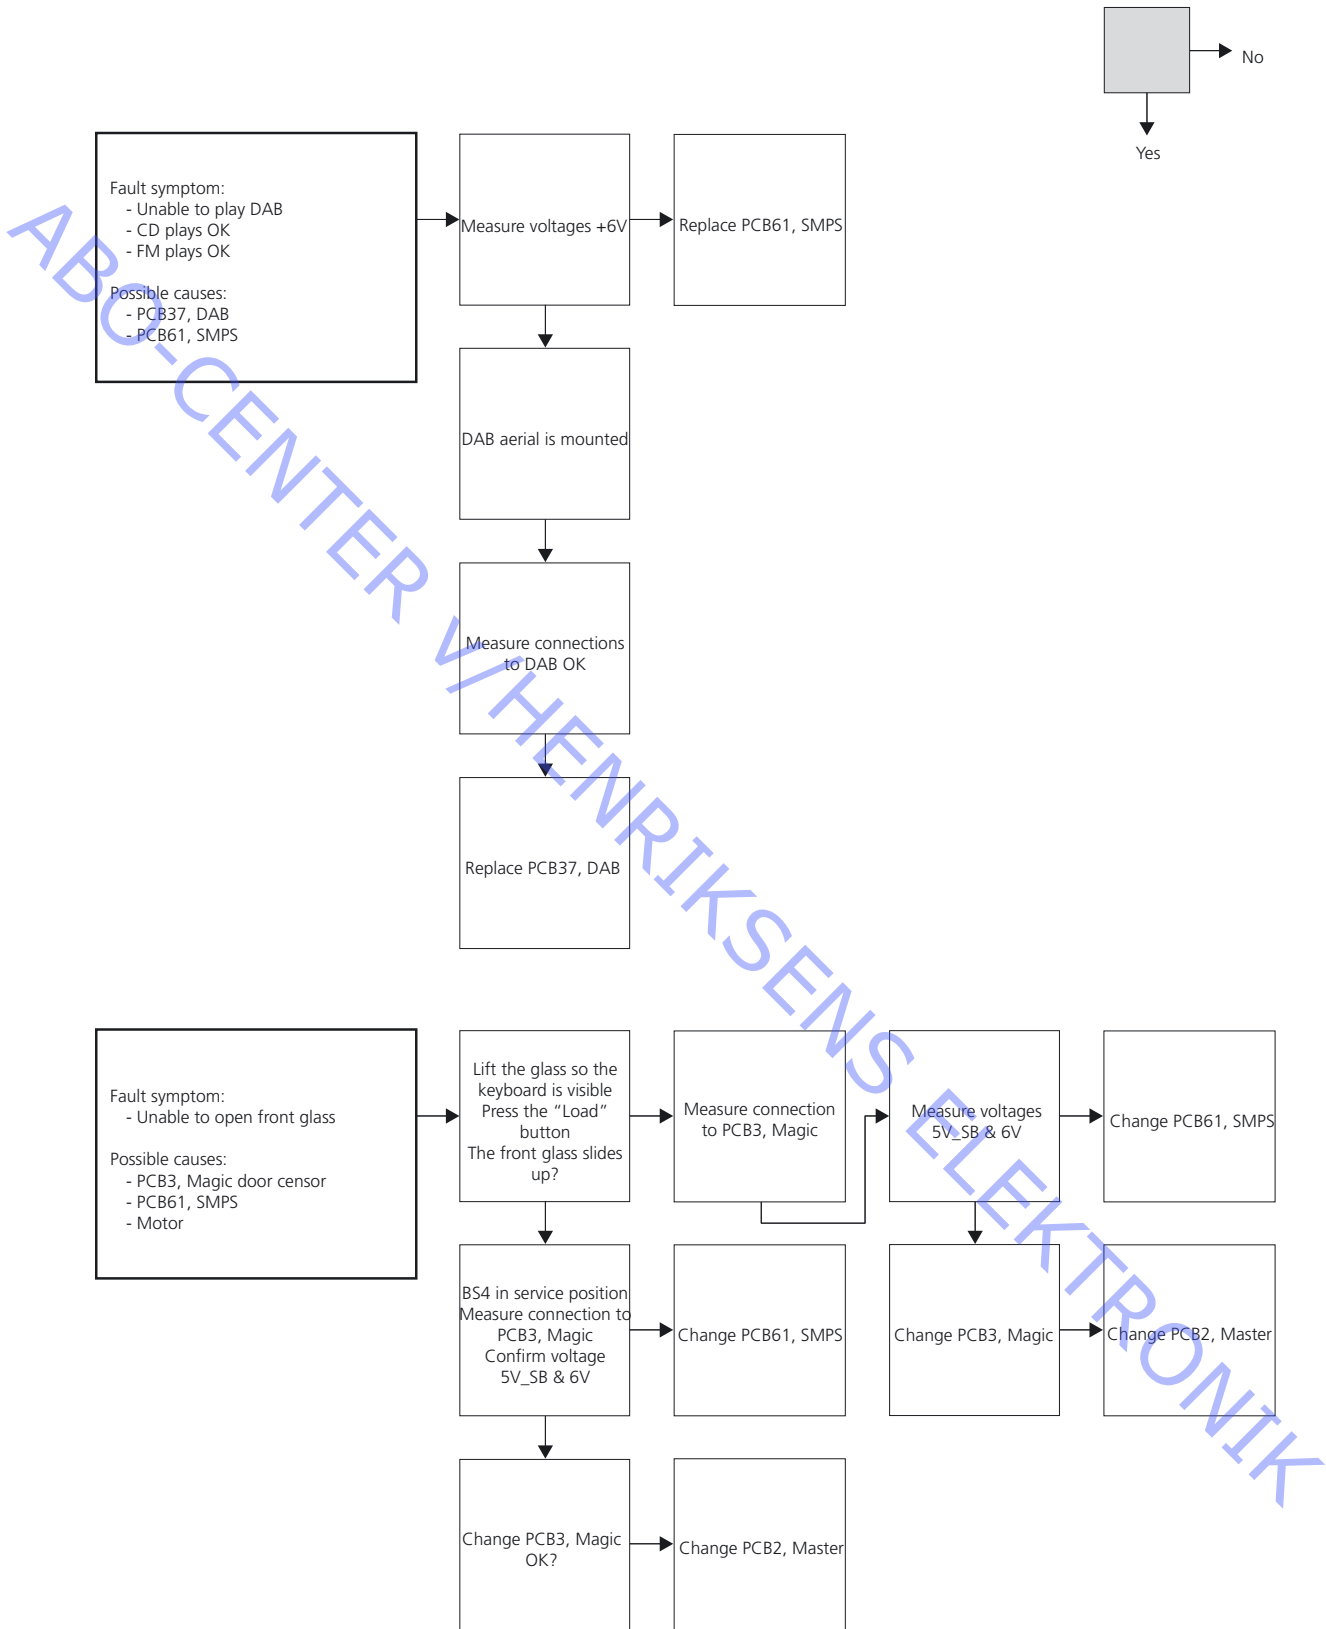 No
Yes
Fault symptom:
- Unable to play DAB
- CD plays OK
- FM plays OK
Possible causes:
- PCB37, DAB
- PCB61, SMPS
Measure voltages +6V
Replace PCB61, SMPS
DAB aerial is mounted
Measure connections
to DAB OK
Replace PCB37, DAB
Fault symptom:
- Unable to open front glass
Possible causes:
- PCB3, Magic door censor
- PCB61, SMPS
- Motor
Lift the glass so the
keyboard is visible
Press the “Load”
button
The front glass slides
up?
Measure connection
to PCB3, Magic
Measure voltages
5V_SB & 6V
Change PCB61, SMPS
BS4 in service position
Measure connection to
PCB3, Magic
Confirm voltage
5V_SB & 6V
Change PCB61, SMPS
Change PCB3, Magic
Change PCB2, Master
Change PCB3, Magic
OK?
Change PCB2, Master
ABO-CENTER v/HENRIKSENS ELEKTRONIK